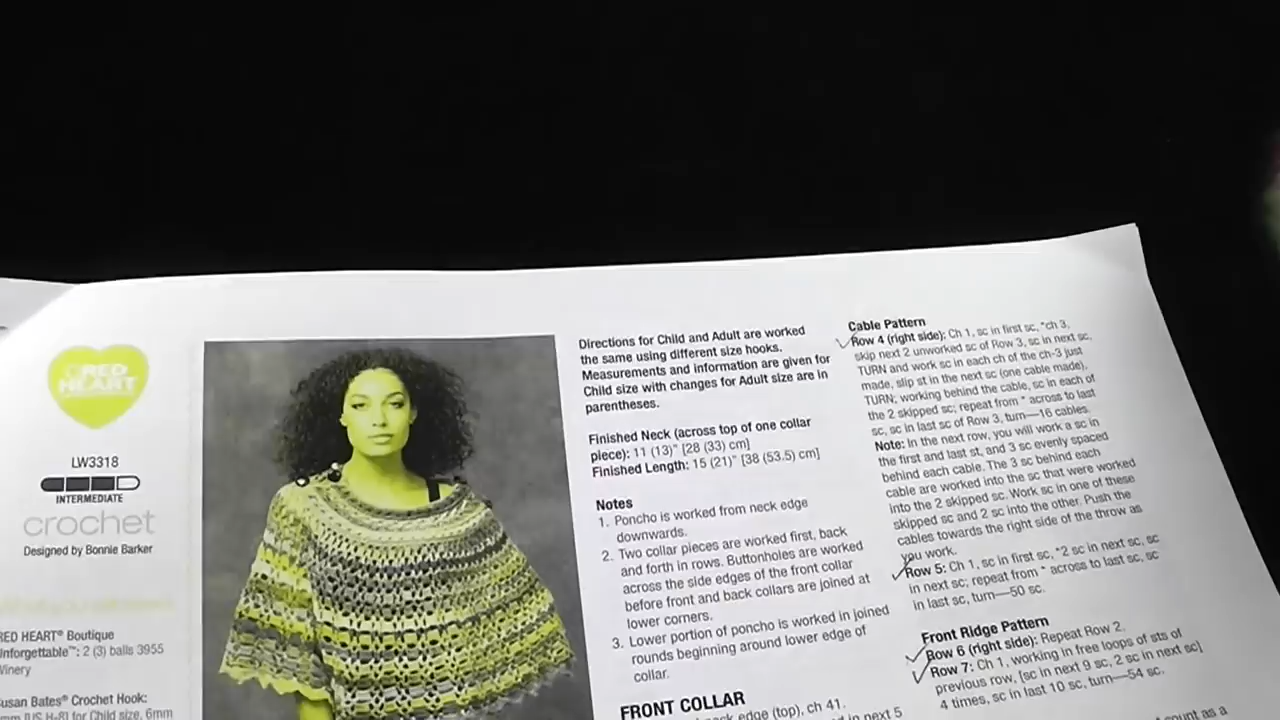 RED
HEART
LW3318
INTERMEDIATE
crochet
Designed by Bonnie Barker
RED HEART® Boutique
Unforgettable™: 2 (3) balls 3955
Winery
Susan Bates® Crochet Hook:
[US H-8] for Child size, 6mm
Directions for Child and Adult are worked
the same using different size hooks.
Measurements and information are given for
Child size with changes for Adult size are in
parentheses.
Finished Neck (across top of one collar
piece): 11 (13)" [28 (33) cm]
Finished Length: 15 (21)" [38 (53.5) cm]
Notes
1. Poncho is worked from neck edge
downwards.
2. Two collar pieces are worked first, back
and forth in rows. Buttonholes are worked
across the side edges of the front collar
before front and back collars are joined at
lower corners.
3. Lower portion of poncho is worked in joined
rounds beginning around lower edge of
collar.
FRONT COLLAR
neck edge (top), ch 41.
in next 5
Cable Pattern
Row 4 (right side): Ch 1, sc in first sc, *ch 3,
skip next 2 unworked sc of Row 3, sc in next sc,
TURN and work sc in each ch of the ch-3 just
made, slip st in the next sc (one cable made),
TURN; working behind the cable, sc in each of
the 2 skipped sc; repeat from * across to last
sc, sc in last sc of Row 3, turn—16 cables.
Note: In the next row, you will work a sc in
the first and last st, and 3 sc evenly spaced
behind each cable. The 3 sc behind each
cable are worked into the sc that were worked
into the 2 skipped sc. Work sc in one of these
skipped sc and 2 sc into the other. Push the
cables towards the right side of the throw as
you work.
Row 5: Ch 1, sc in first sc, *2 sc in next sc, sc
in next sc; repeat from * across to last sc, sc
in last sc, turn—50 sc.
Front Ridge Pattern
Row 6 (right side): Repeat Row 2.
Row 7: Ch 1, working in free loops of sts of
previous row, [sc in next 9 sc, 2 sc in next sc]
4 times, sc in last 10 sc, turn—54 sc.
count as a